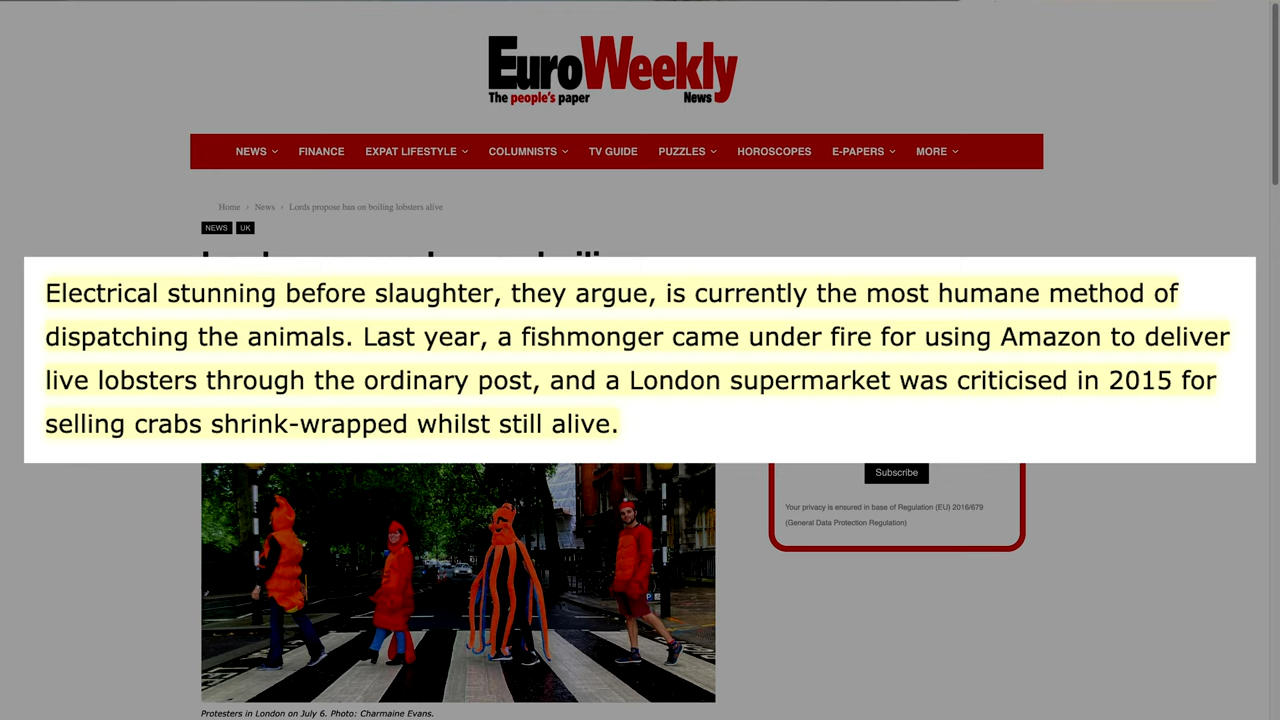 EuroWeekly
The people's paper News
NEWS FINANCE EXPAT LIFESTYLE COLUMNISTS TV GUIDE PUZZLES HOROSCOPES E-PAPERS MORE
Home › News › Lords propose ban on boiling lobsters alive
NEWS UK
Electrical stunning before slaughter, they argue, is currently the most humane method of
dispatching the animals. Last year, a fishmonger came under fire for using Amazon to deliver
live lobsters through the ordinary post, and a London supermarket was criticised in 2015 for
selling crabs shrink-wrapped whilst still alive.
Subscribe
Your privacy is ensured in base of Regulation (EU) 2016/679
(General Data Protection Regulation)
Protesters in London on July 6. Photo: Charmaine Evans.